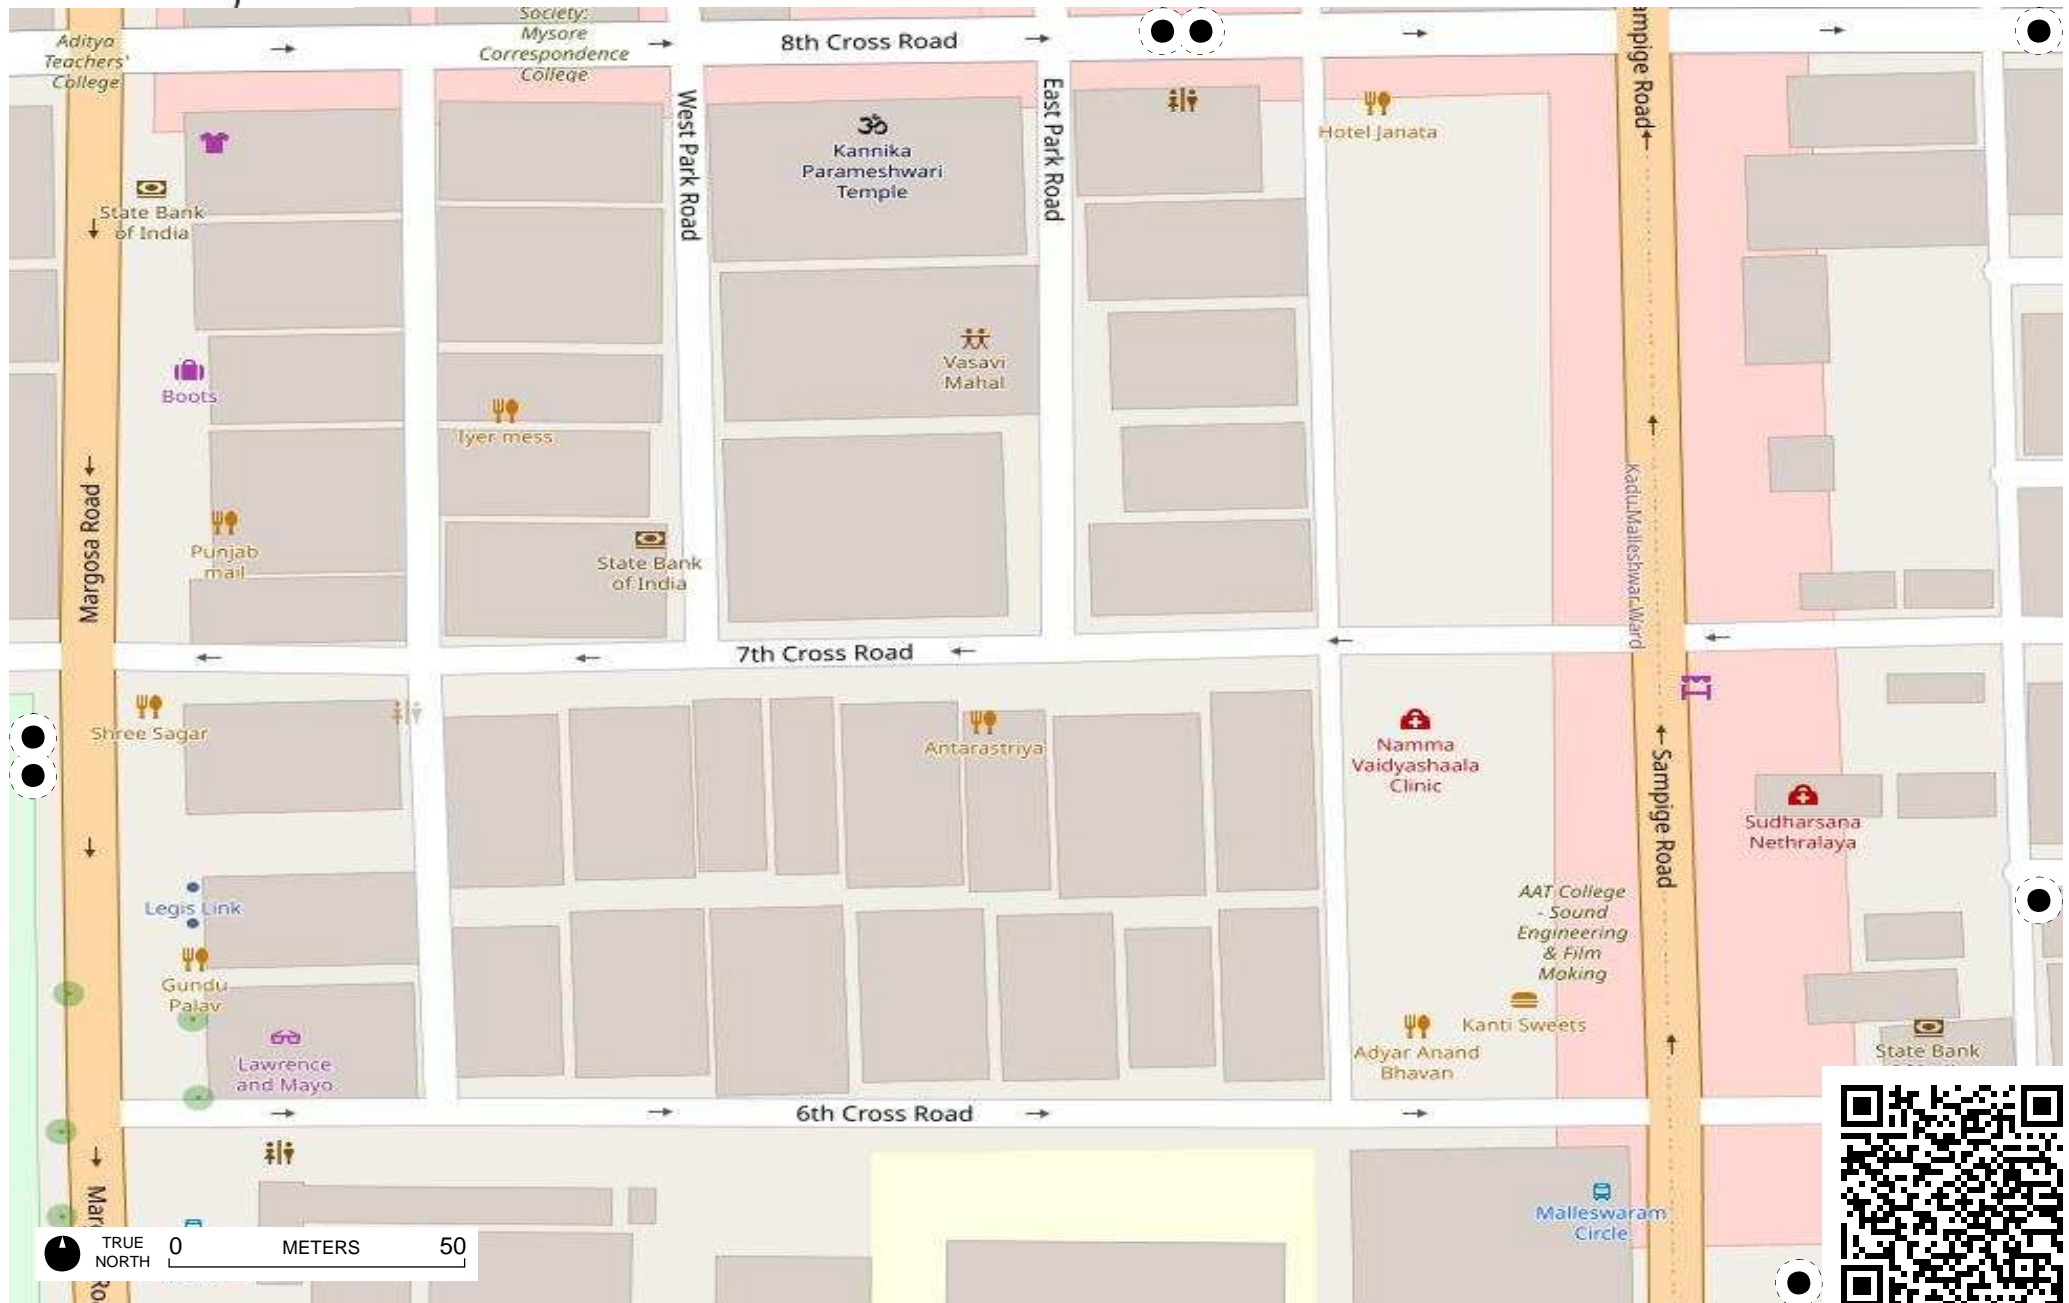 Society:
Mysore
Correspondence
College
Aditya
Teachers'
College
8th Cross Road
ampige Road
West Park Road
East Park Road
Hotel Janata
Kannika
Parameshwari
Temple
State Bank
of India
Vasavi
Mahal
Boots
Iyer mess
Margosa Road
Kadu Malleshwar Ward
Punjab
mail
State Bank
of India
7th Cross Road
Shree Sagar
Antarastriya
Namma
Vaidyashaala
Clinic
Sampige Road
Sudharsana
Nethralaya
Legis Link
AAT College
- Sound
Engineering
& Film
Making
Gundu
Palav
Kanti Sweets
Adyar Anand
Bhavan
State Bank
Lawrence
and Mayo
6th Cross Road
Malleswaram
Circle
Marg
Ro
TRUE
NORTH
0 METERS 50